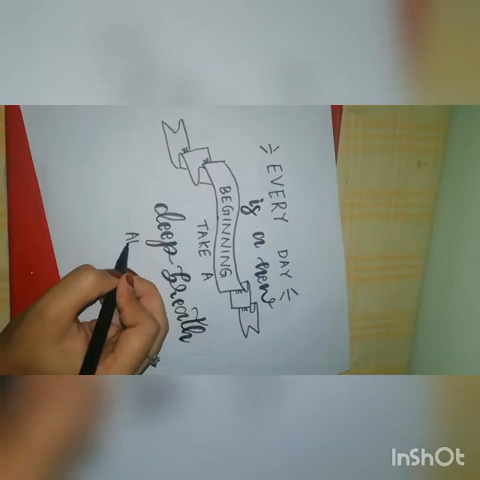 EVERY DAY
is a new
BEGINNING
TAKE A
deep breath
InShOt